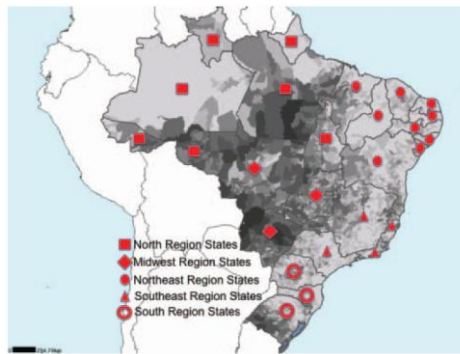 North Region States
Midwest Region States
Northeast Region States
Southeast Region States
South Region States